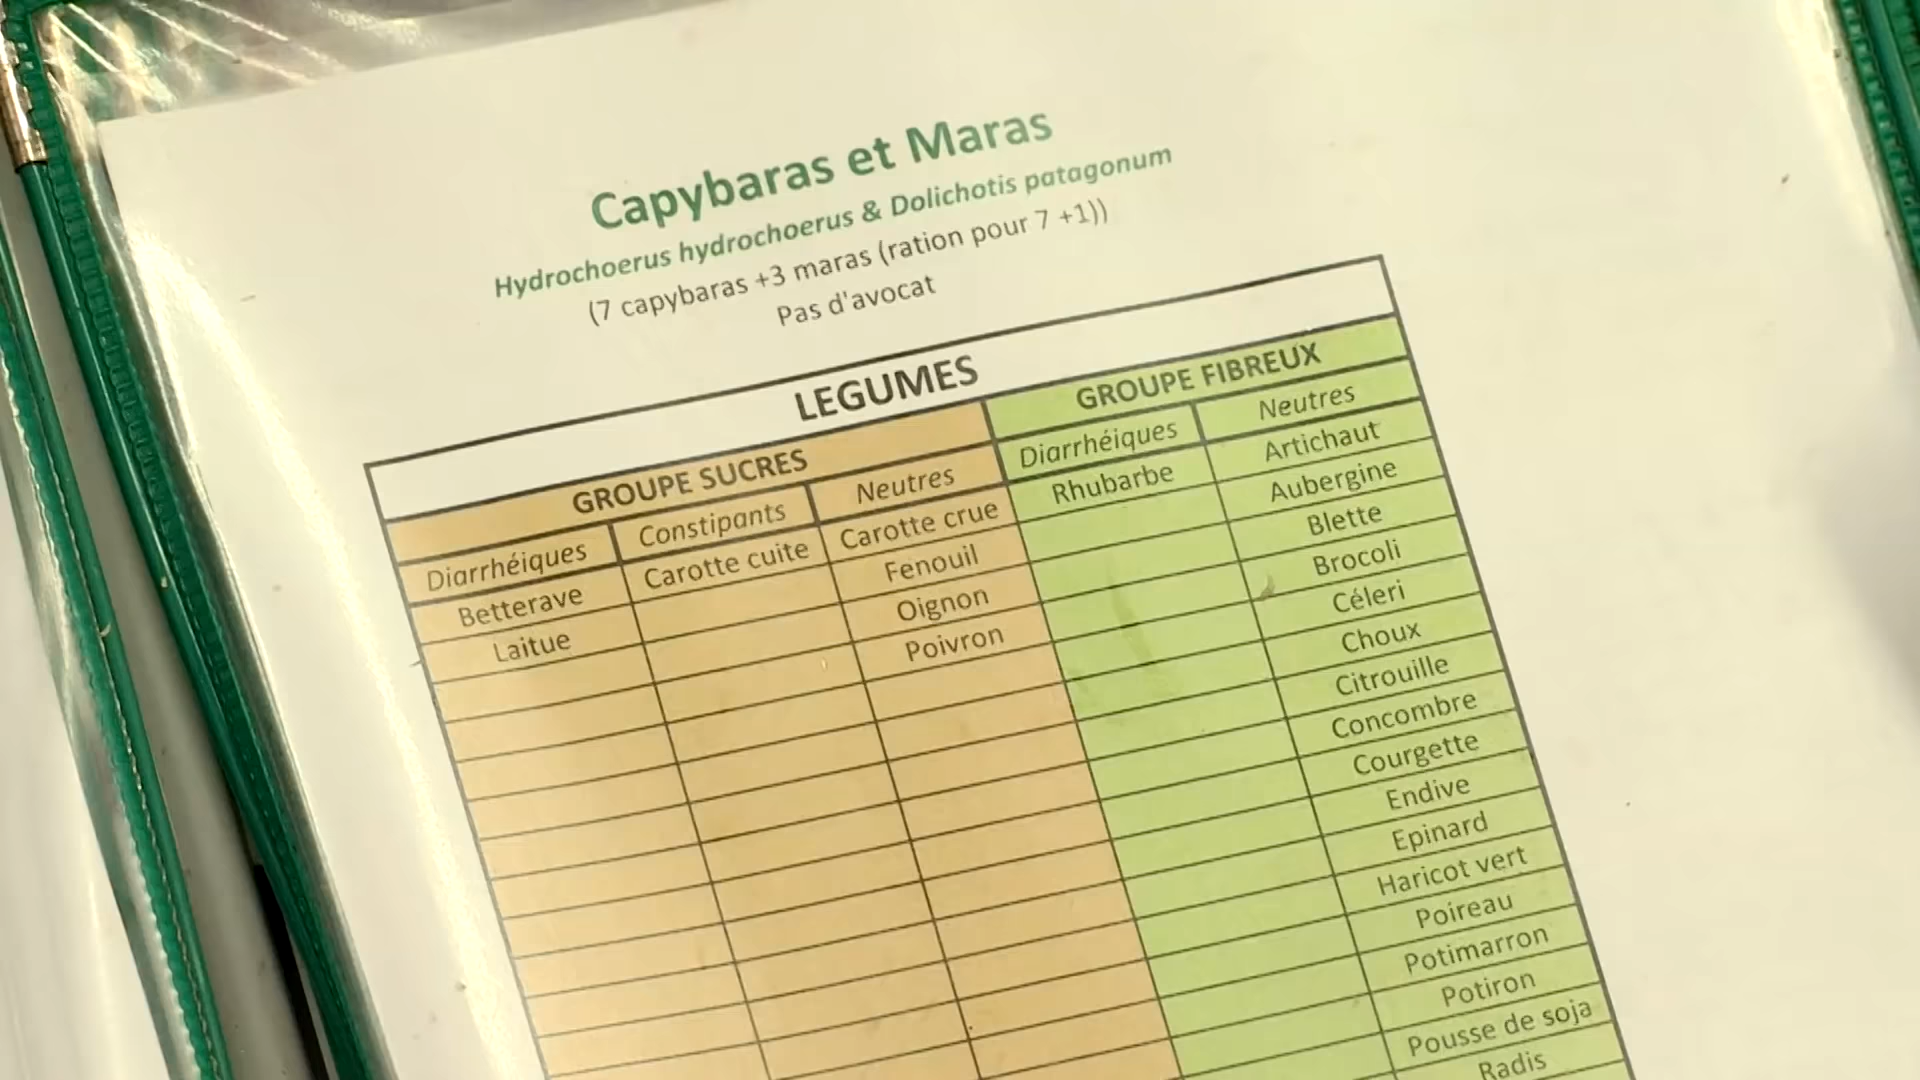 Capybaras et Maras
Hydrochoerus hydrochoerus & Dolichotis patagonum
(7 capybaras +3 maras (ration pour 7 +1))
Pas d'avocat
LEGUMES
GROUPE SUCRES GROUPE FIBREUX
Diarrhéiques Constipants Neutres Diarrhéiques Neutres
Betterave Carotte cuite Carotte crue Rhubarbe Artichaut
Laitue Fenouil Aubergine
Oignon Blette
Poivron Brocoli
Céleri
Choux
Citrouille
Concombre
Courgette
Endive
Epinard
Haricot vert
Poireau
Potimarron
Potiron
Pousse de soja
Radis